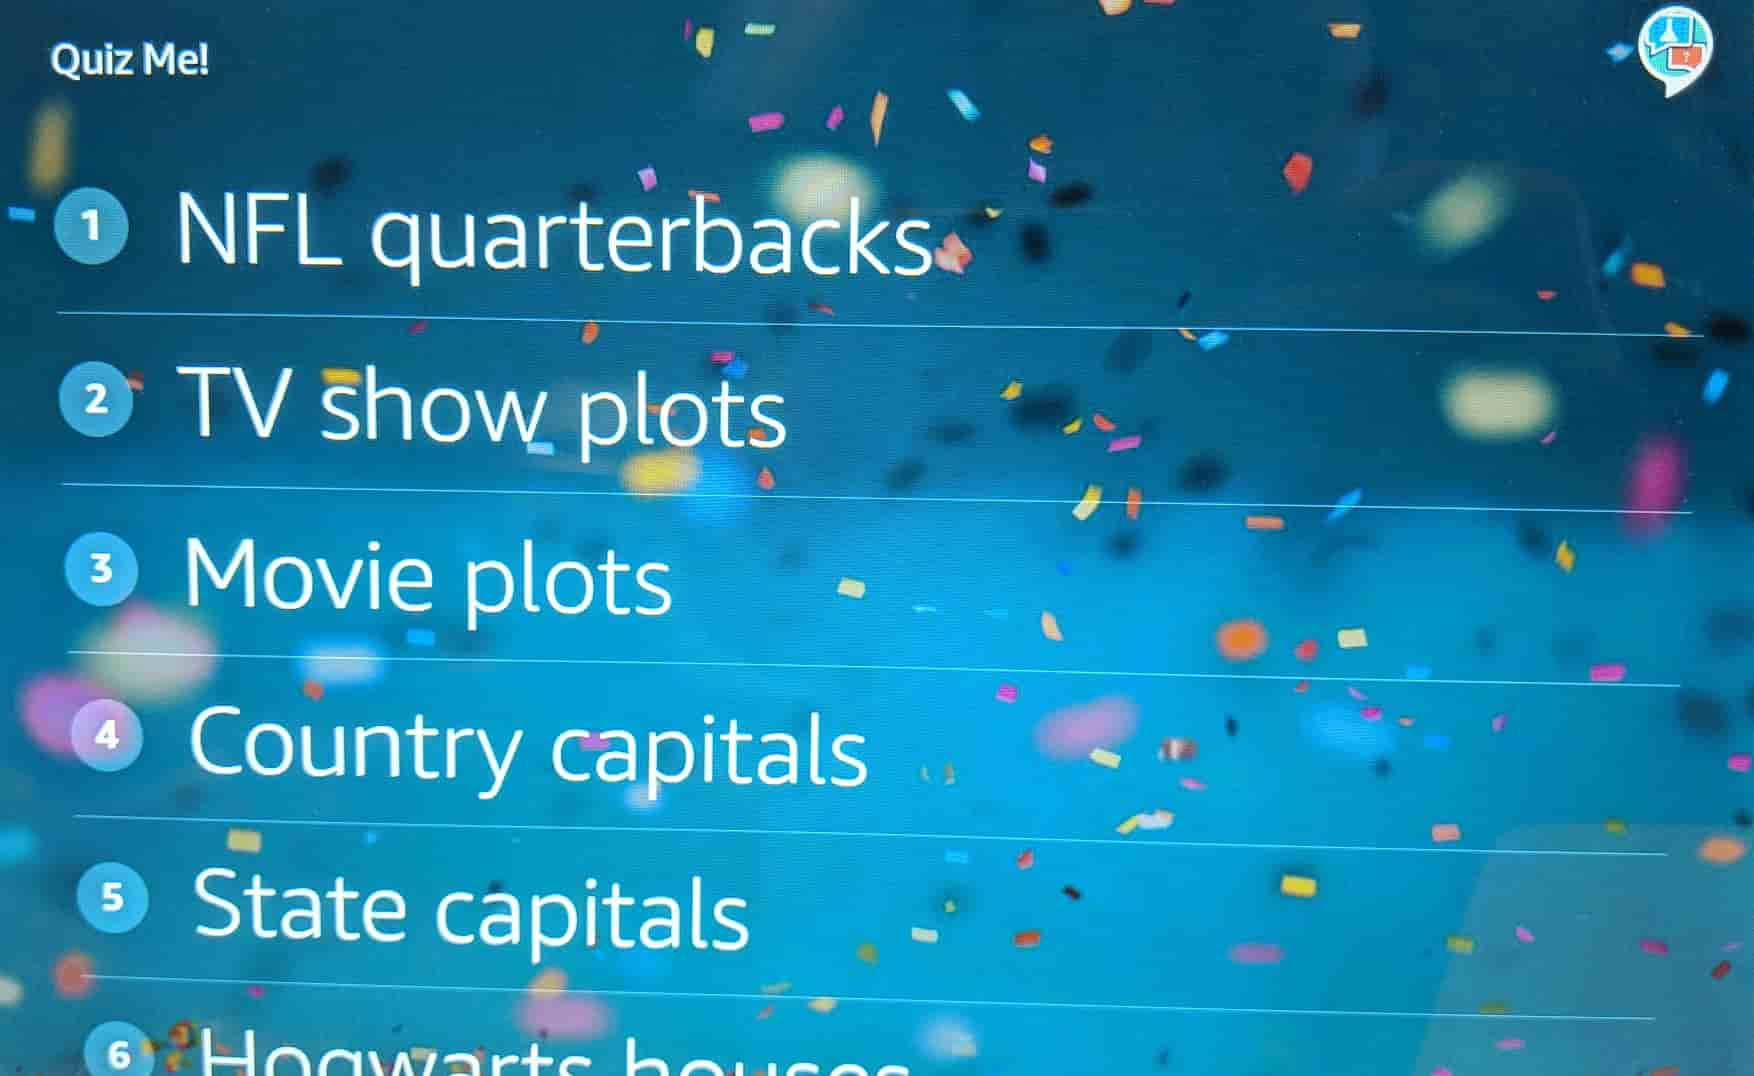 Quiz Me!
1 NFL quarterbacks
2 TV show plots
3 Movie plots
4 Country capitals
5 State capitals
6 Hogwarts houses